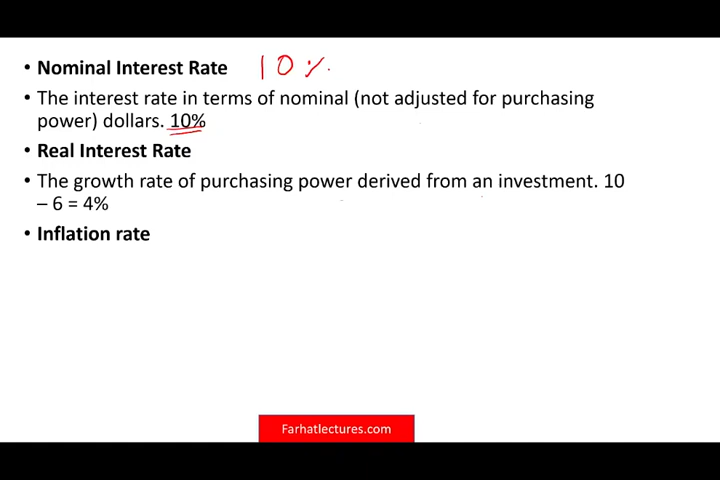 • Nominal Interest Rate 10%
• The interest rate in terms of nominal (not adjusted for purchasing
power) dollars. 10%
• Real Interest Rate
• The growth rate of purchasing power derived from an investment. 10
– 6 = 4%
• Inflation rate
Farhatlectures.com